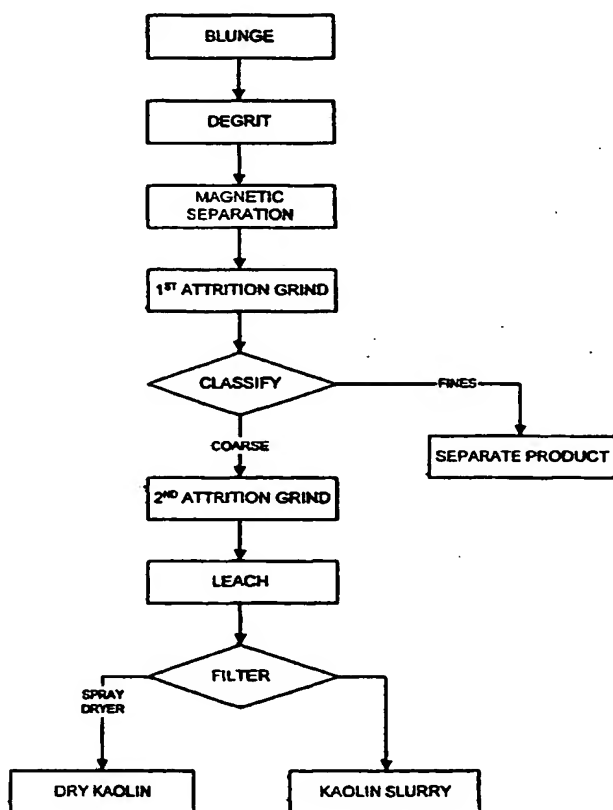 BLUNGE
DEGRIT
MAGNETIC
SEPARATION
1ST ATTRITION GRIND
CLASSIFY
FINES
COARSE
SEPARATE PRODUCT
2ND ATTRITION GRIND
LEACH
FILTER
SPRAY
DRYER
DRY KAOLIN
KAOLIN SLURRY